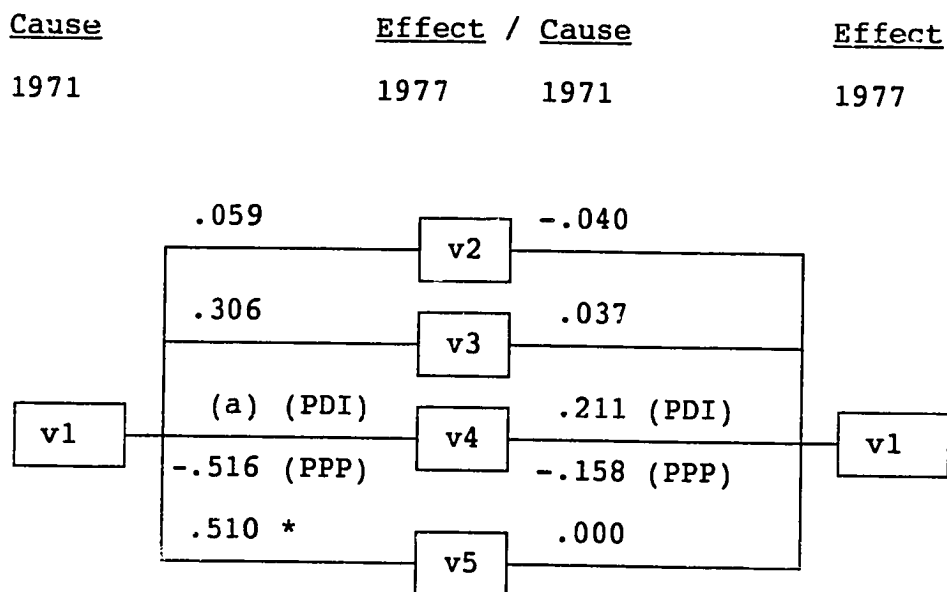 Cause Effect / Cause Effect
1971 1977 1971 1977
.059 v2 -.040
.306 v3 .037
(a) (PDI) .211 (PDI)
v1 v4 v1
-.516 (PPP) -.158 (PPP)
.510 * v5 .000